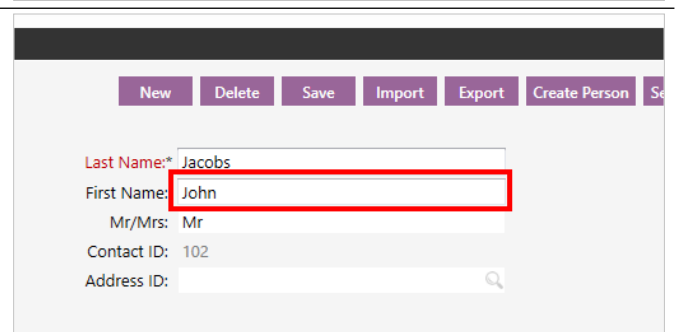 New Delete Save Import Export Create Person Se
Last Name:* Jacobs
First Name: John
Mr/Mrs: Mr
Contact ID: 102
Address ID: